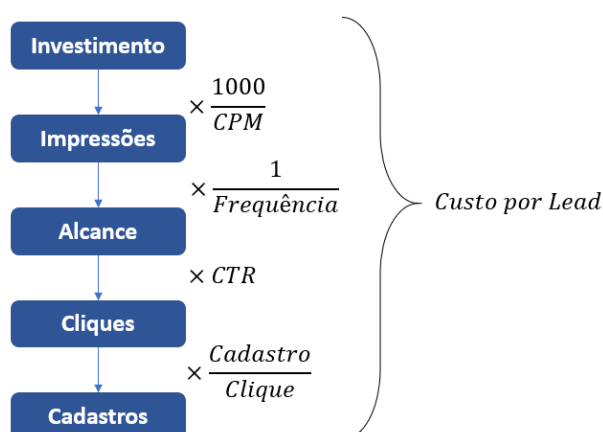 Investimento
× 1000
CPM
Impressões
× 1
Frequência
Custo por Lead
Alcance
× CTR
Cliques
× Cadastro
Clique
Cadastros